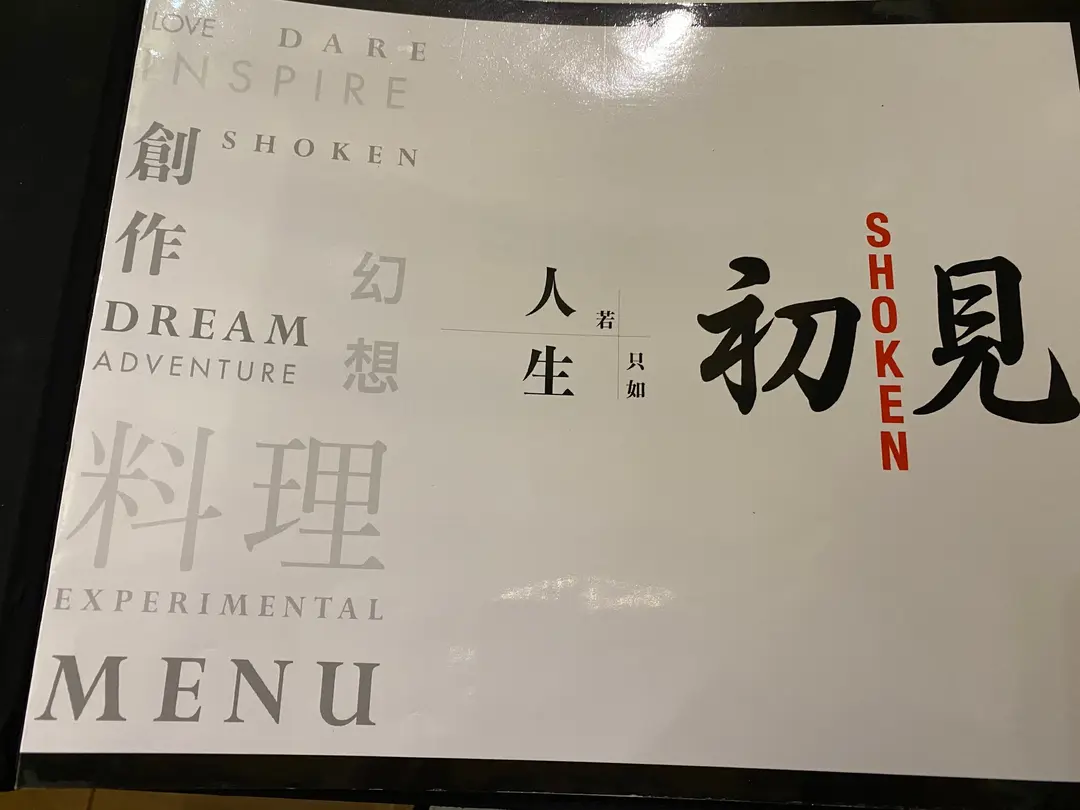 LOVE
DARE
INSPIRE
SHOKEN
創作
DREAM
ADVENTURE
幻想
料理
EXPERIMENTAL
MENU
人生
若
只如
初見
SHOKEN